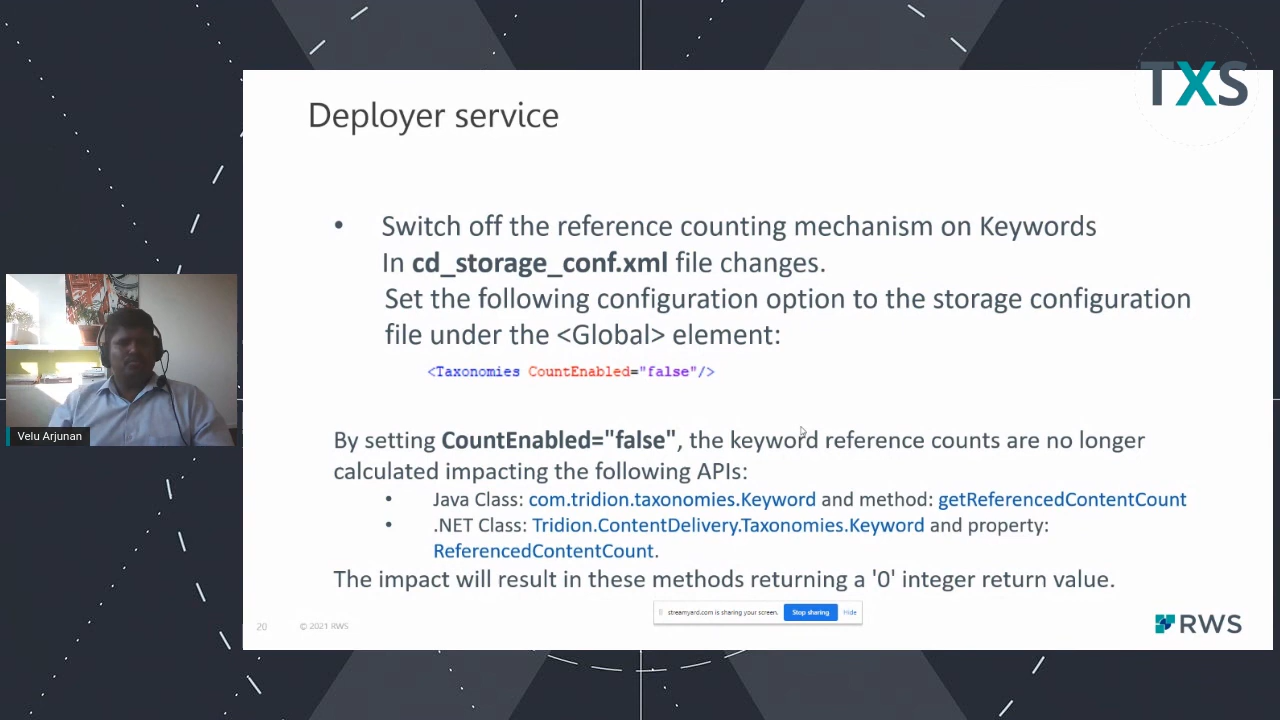 TXS
Deployer service
• Switch off the reference counting mechanism on Keywords
In cd_storage_conf.xml file changes.
Set the following configuration option to the storage configuration
file under the <Global> element:
<Taxonomies CountEnabled="false"/>
By setting CountEnabled="false", the keyword reference counts are no longer
calculated impacting the following APIs:
• Java Class: com.tridion.taxonomies.Keyword and method: getReferencedContentCount
• .NET Class: Tridion.ContentDelivery.Taxonomies.Keyword and property:
ReferencedContentCount.
The impact will result in these methods returning a '0' integer return value.
streamyard.com is sharing your screen. Stop sharing Hide
20 © 2021 RWS
RWS
Velu Arjunan